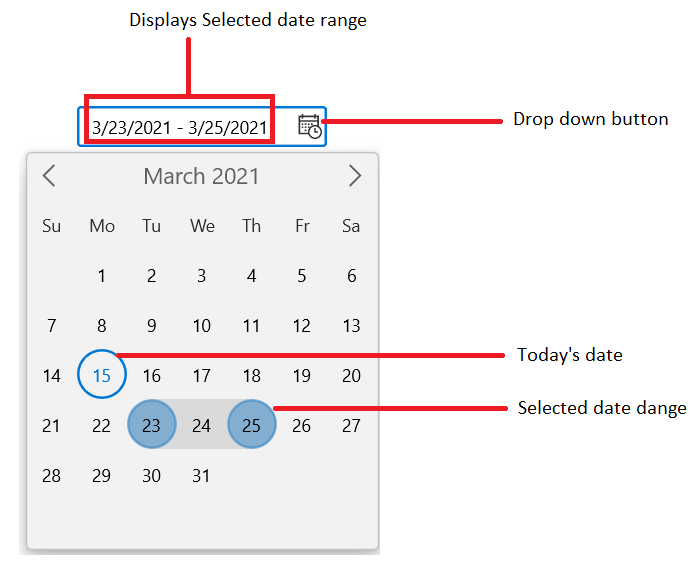 Displays Selected date range
3/23/2021 - 3/25/2021
Drop down button
March 2021
Su Mo Tu We Th Fr Sa
1 2 3 4 5 6
7 8 9 10 11 12 13
Today's date
14 15 16 17 18 19 20
Selected date dange
21 22 23 24 25 26 27
28 29 30 31